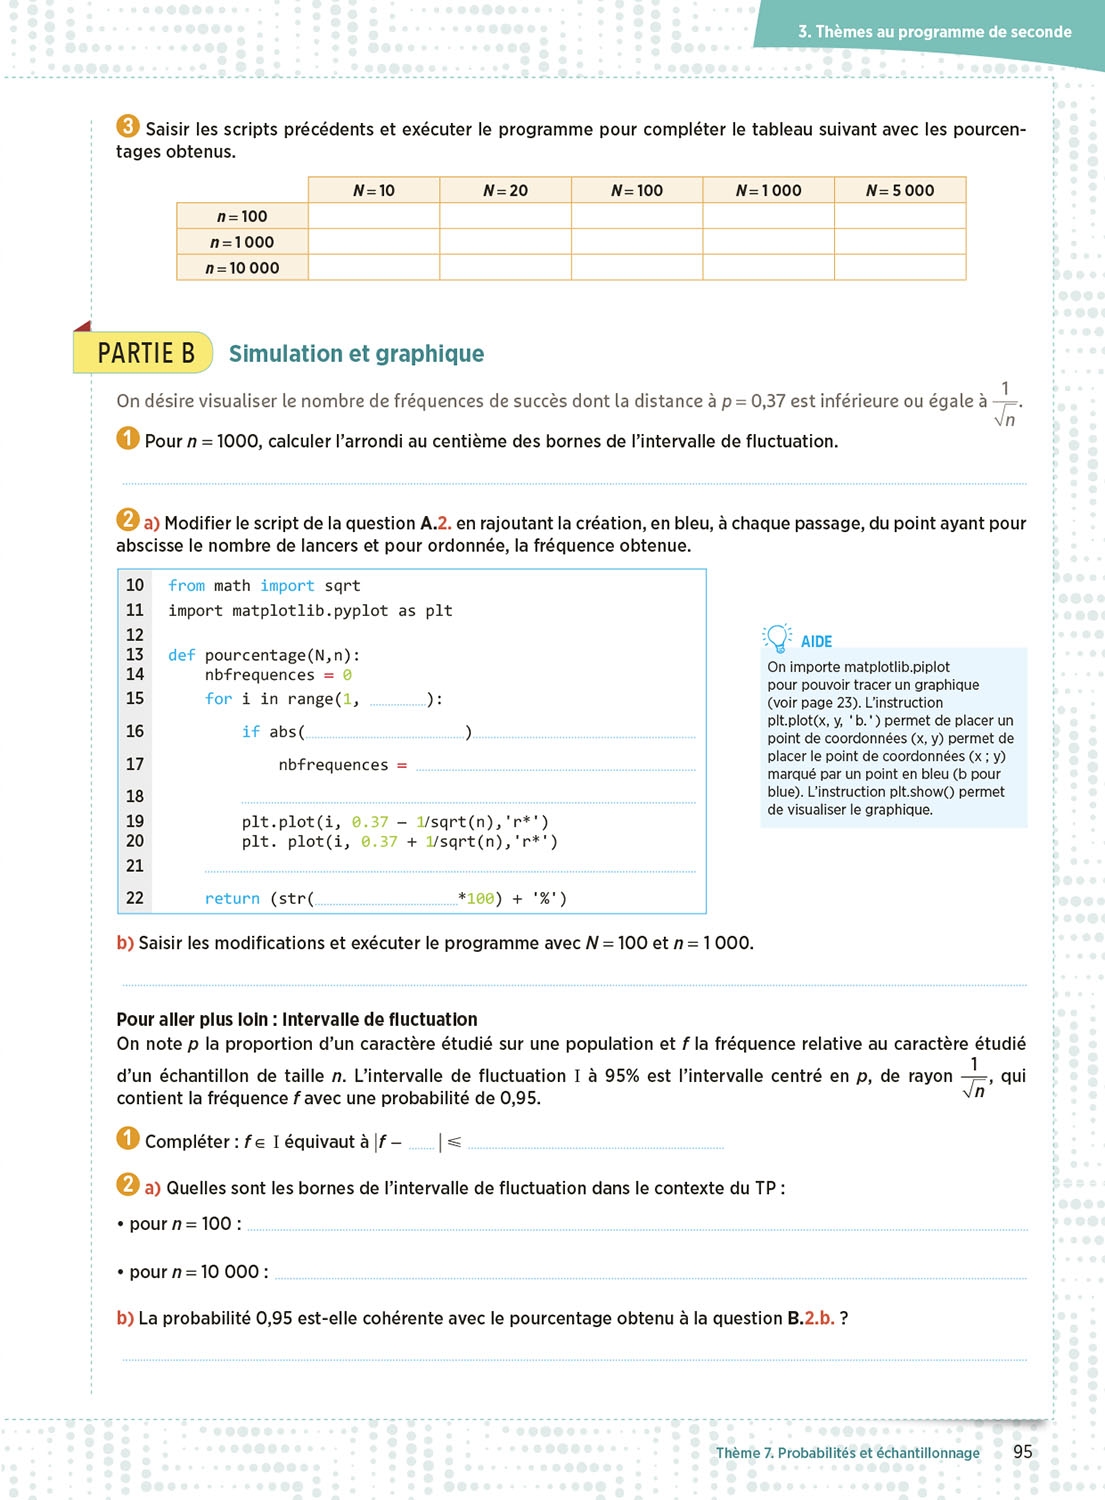 3. Thèmes au programme de seconde
3 Saisir les scripts précédents et exécuter le programme pour compléter le tableau suivant avec les pourcen-
tages obtenus.
N = 10 N = 20 N = 100 N = 1 000 N = 5 000
n = 100
n = 1 000
n = 10 000
PARTIE B Simulation et graphique
On désire visualiser le nombre de fréquences de succès dont la distance à p = 0,37 est inférieure ou égale à 1/√n.
1 Pour n = 1000, calculer l'arrondi au centième des bornes de l'intervalle de fluctuation.
2 a) Modifier le script de la question A.2. en rajoutant la création, en bleu, à chaque passage, du point ayant pour
abscisse le nombre de lancers et pour ordonnée, la fréquence obtenue.
10 from math import sqrt
11 import matplotlib.pyplot as plt
12
13 def pourcentage(N,n):
14 nbfrequences = 0
15 for i in range(1, ):
16 if abs( )
17 nbfrequences =
18
19 plt.plot(i, 0.37 – 1/sqrt(n),'r*')
20 plt. plot(i, 0.37 + 1/sqrt(n),'r*')
21
22 return (str( *100) + '%')
AIDE
On importe matplotlib.piplot
pour pouvoir tracer un graphique
(voir page 23). L'instruction
plt.plot(x, y, 'b.') permet de placer un
point de coordonnées (x, y) permet de
placer le point de coordonnées (x ; y)
marqué par un point en bleu (b pour
blue). L'instruction plt.show() permet
de visualiser le graphique.
b) Saisir les modifications et exécuter le programme avec N = 100 et n = 1 000.
Pour aller plus loin : Intervalle de fluctuation
On note p la proportion d'un caractère étudié sur une population et f la fréquence relative au caractère étudié
d'un échantillon de taille n. L'intervalle de fluctuation I à 95% est l'intervalle centré en p, de rayon 1/√n, qui
contient la fréquence f avec une probabilité de 0,95.
1 Compléter : f ∈ I équivaut à |f – | ⩽
2 a) Quelles sont les bornes de l'intervalle de fluctuation dans le contexte du TP :
• pour n = 100 :
• pour n = 10 000 :
b) La probabilité 0,95 est-elle cohérente avec le pourcentage obtenu à la question B.2.b. ?
Thème 7. Probabilités et échantillonnage 95